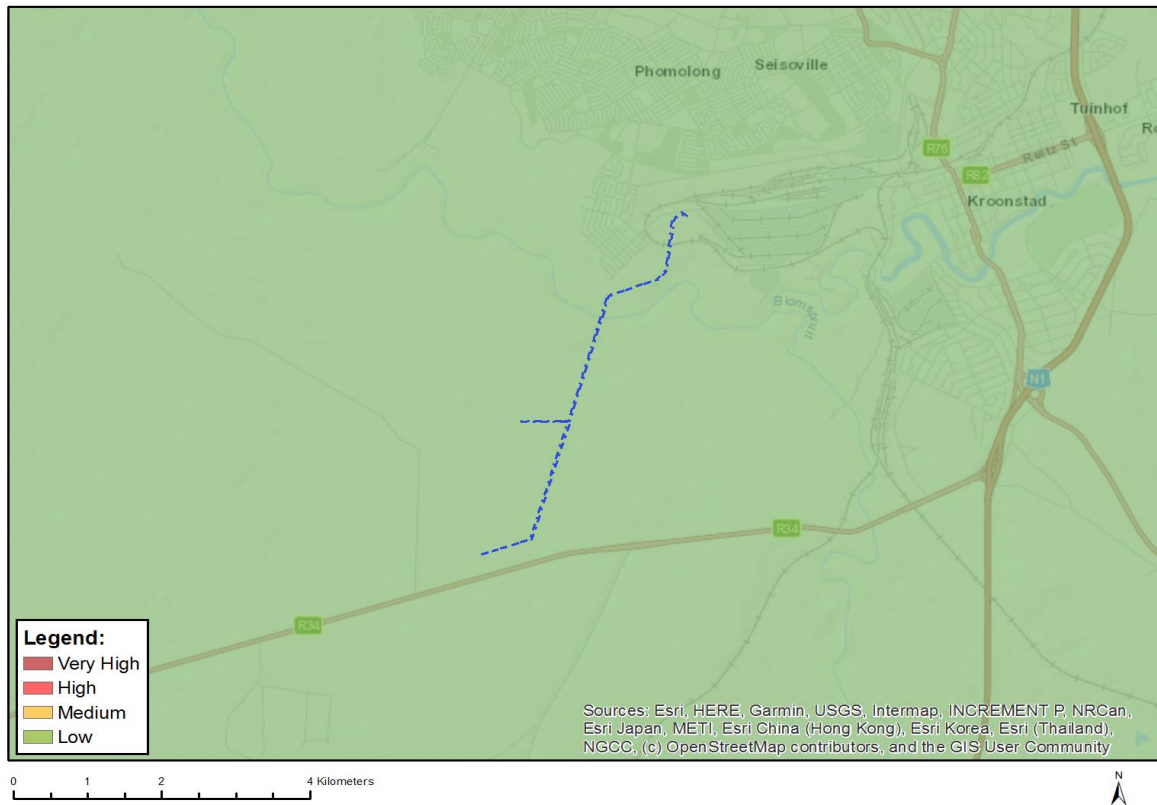 Phomolong
Seisoville
Tuinhof
R76
Reitz St
R82
Kroonstad
N1
R34
R34
Legend:
Very High
High
Medium
Low
Sources: Esri, HERE, Garmin, USGS, Intermap, INCREMENT P, NRCan,
Esri Japan, METI, Esri China (Hong Kong), Esri Korea, Esri (Thailand),
NGCC, (c) OpenStreetMap contributors, and the GIS User Community
0 1 2 4 Kilometers
N